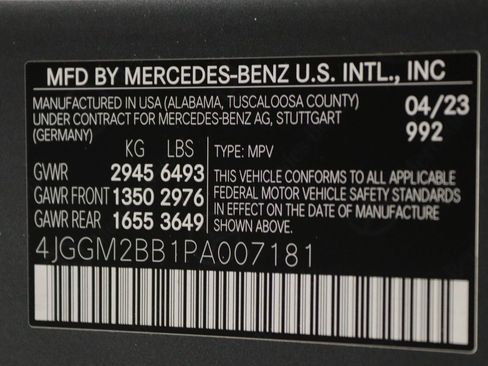 MFD BY MERCEDES-BENZ U.S. INTL., INC
MANUFACTURED IN USA (ALABAMA, TUSCALOOSA COUNTY)
UNDER CONTRACT FOR MERCEDES-BENZ AG, STUTTGART
(GERMANY)
04/23
992
KG LBS
GVWR 2945 6493
GAWR FRONT 1350 2976
GAWR REAR 1655 3649
TYPE: MPV
THIS VEHICLE CONFORMS TO ALL APPLICABLE
FEDERAL MOTOR VEHICLE SAFETY STANDARDS
IN EFFECT ON THE DATE OF MANUFACTURE
SHOWN ABOVE.
4JGGM2BB1PA007181